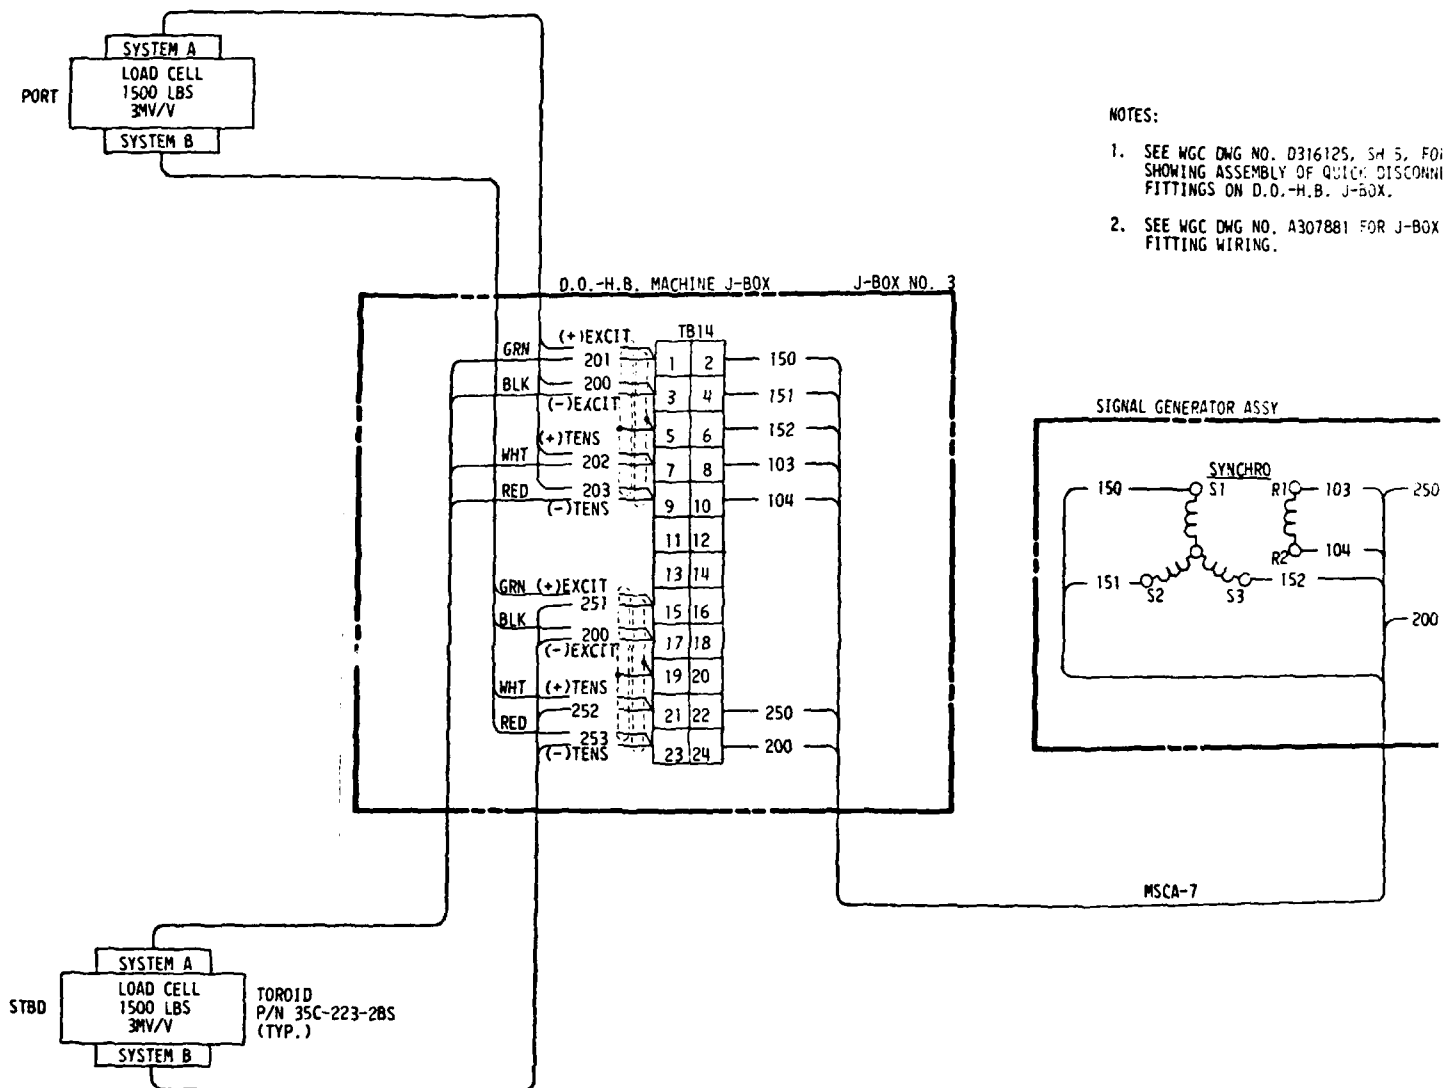 SYSTEM A
LOAD CELL
1500 LBS
3MV/V
SYSTEM B
PORT
NOTES:
1. SEE WGC DWG NO. D316125, SH 5,
SHOWING ASSEMBLY OF QUICK
FITTINGS ON D.O.-H.B. J-BOX.
2. SEE WGC DWG NO. A307881 FOR J-BOX
FITTING WIRING.
D.O.-H.B. MACHINE J-BOX
J-BOX NO. 3
TB14
(+)EXCIT
GRN
201
1 2
150
BLK
200
3 4
151
(-)EXCIT
5 6
152
(+)TENS
WHT
202
7 8
103
RED
203
9 10
104
(-)TENS
11 12
13 14
GRN
(+)EXCIT
251
15 16
BLK
200
17 18
(-)EXCIT
19 20
WHT
(+)TENS
252
21 22
250
RED
253
23 24
200
(-)TENS
SIGNAL GENERATOR ASSY
SYNCHRO
150
S1
R1
103
250
R2
104
151
S2
S3
152
200
MSCA-7
SYSTEM A
LOAD CELL
1500 LBS
3MV/V
SYSTEM B
STBD
TOROID
P/N 35C-223-2BS
(TYP.)